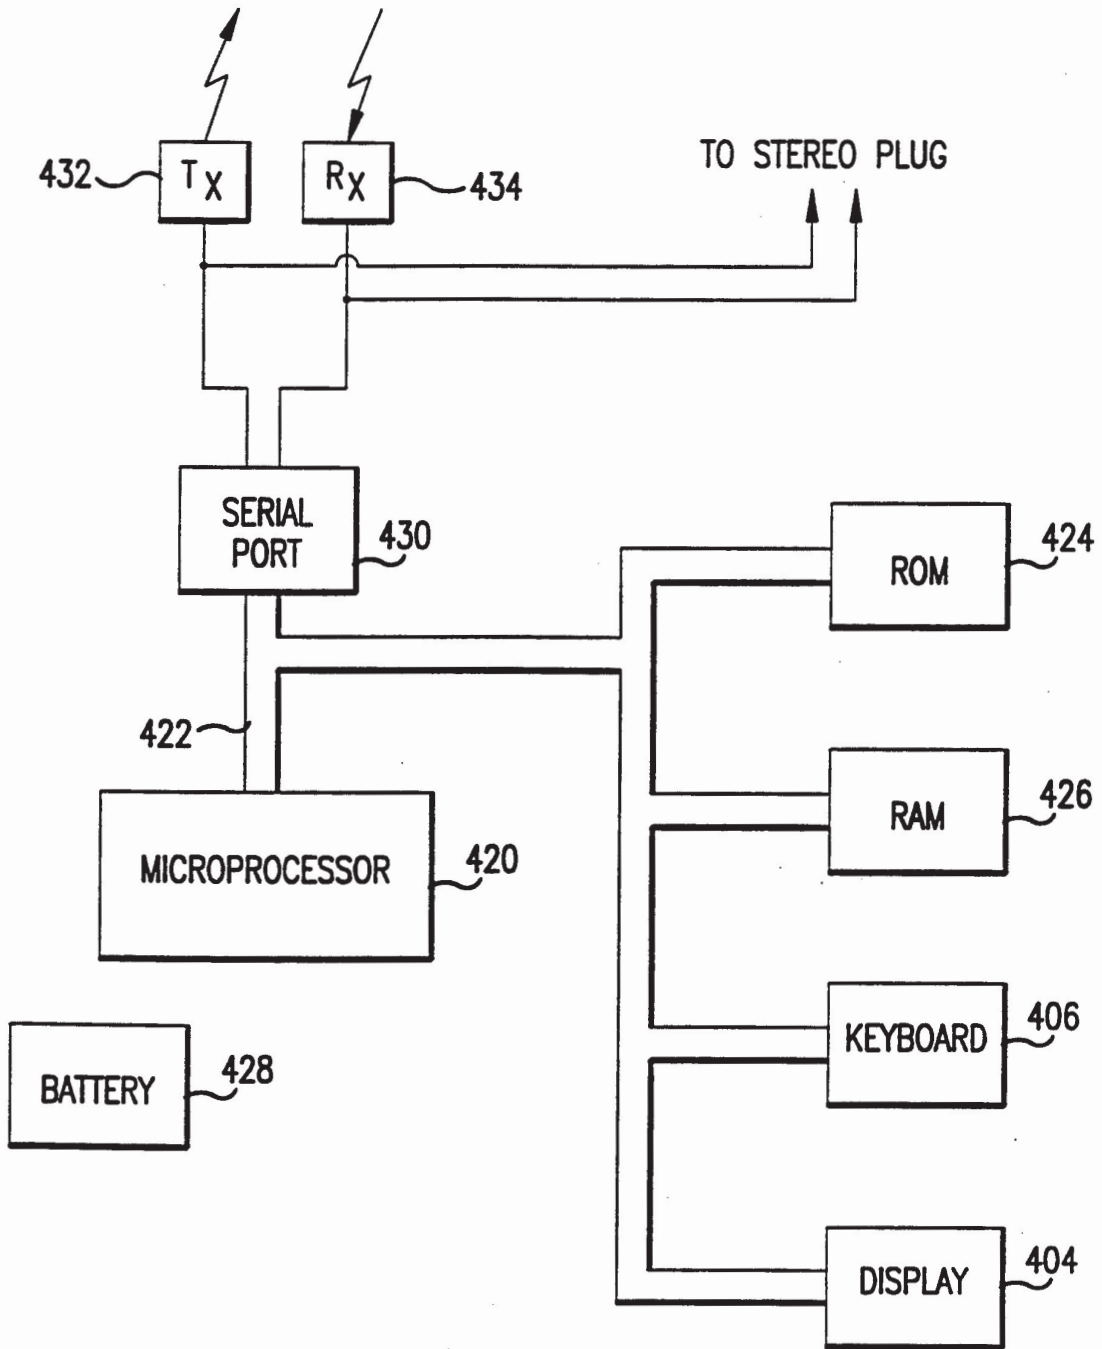 432
TX
RX
434
TO STEREO PLUG
SERIAL
PORT
430
ROM
424
422
MICROPROCESSOR
420
RAM
426
BATTERY
428
KEYBOARD
406
DISPLAY
404